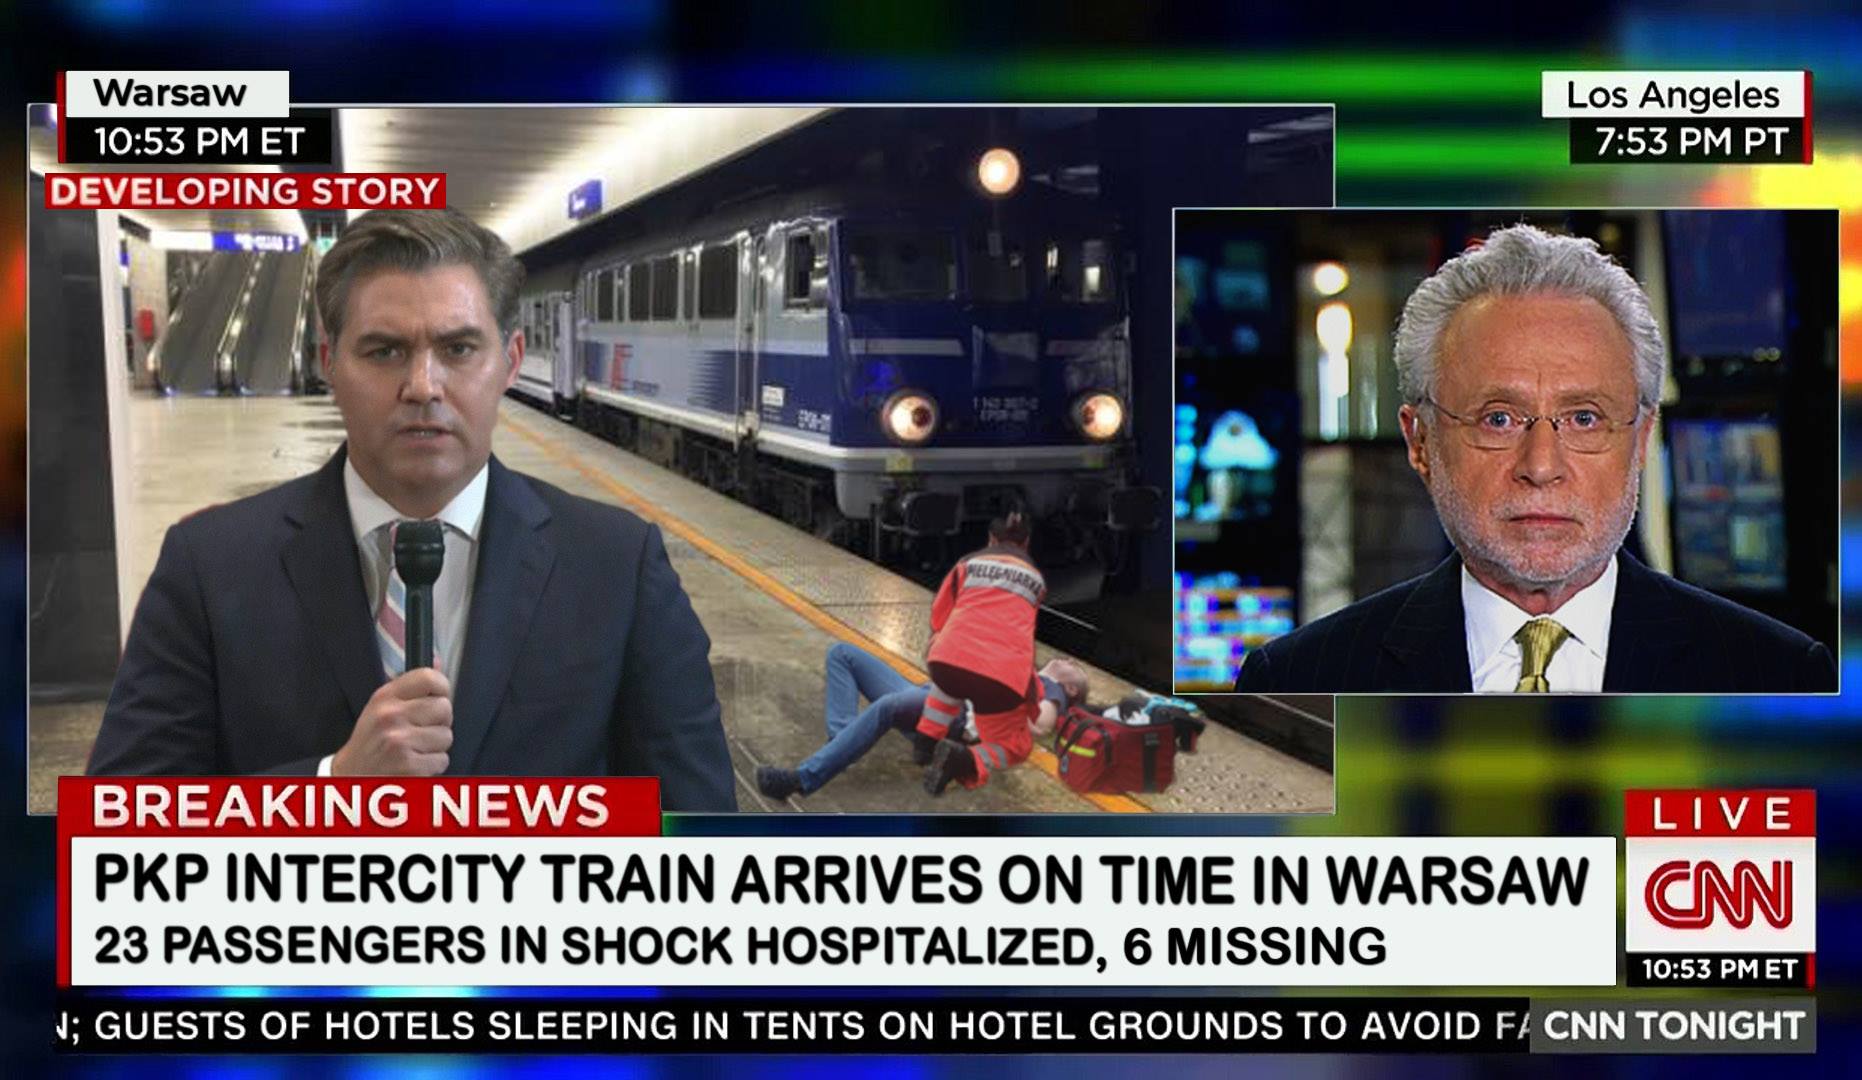 Warsaw
10:53 PM ET
DEVELOPING STORY
Los Angeles
7:53 PM PT
BREAKING NEWS
PKP INTERCITY TRAIN ARRIVES ON TIME IN WARSAW
23 PASSENGERS IN SHOCK HOSPITALIZED, 6 MISSING
LIVE
CNN
10:53 PM ET
N; GUESTS OF HOTELS SLEEPING IN TENTS ON HOTEL GROUNDS TO AVOID FA
CNN TONIGHT